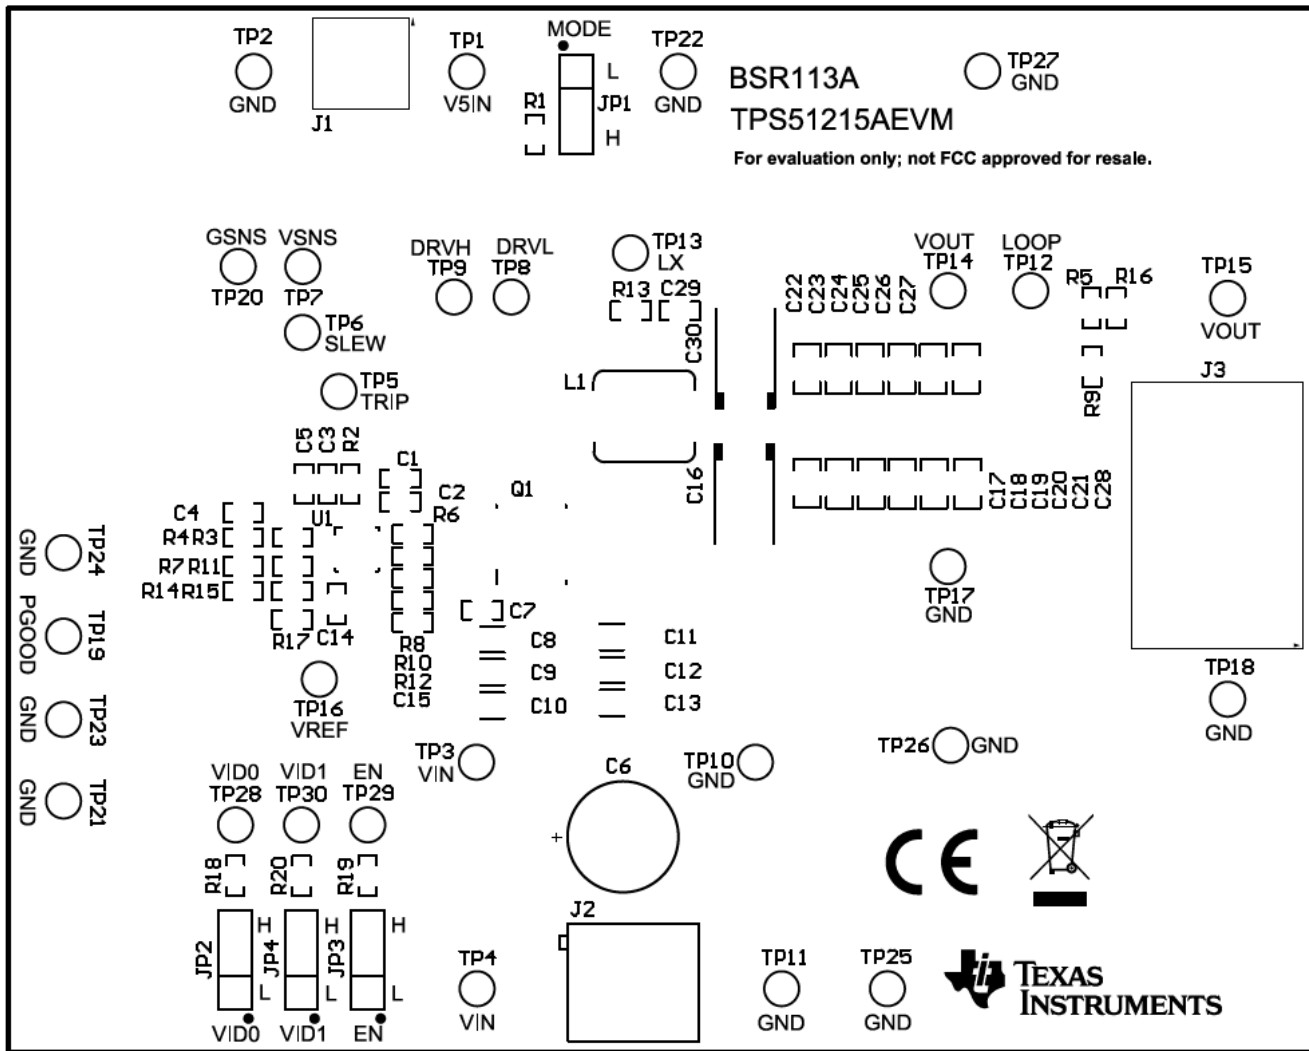 TP2
GND
J1
TP1
V5IN
MODE
L
JP1
H
R1
TP22
GND
BSR113A
TPS51215AEVM
For evaluation only; not FCC approved for resale.
TP27
GND
GSNS
TP20
VSNS
TP7
TP6
SLEW
TP5
TRIP
DRVH
TP9
DRVL
TP8
TP13
LX
R13
C29
C30
L1
C22
C23
C24
C25
C26
C27
VOUT
TP14
LOOP
TP12
R5
R16
R9
TP15
VOUT
J3
C5
C3
R2
C1
C2
Q1
C16
C17
C18
C19
C20
C21
C28
C4
U1
R6
R4
R3
R7
R11
R14
R15
R17
C14
R8
R10
R12
C15
C7
C8
C9
C10
C11
C12
C13
TP24
GND
TP19
PGOOD
TP23
GND
TP21
GND
TP16
VREF
TP17
GND
TP18
GND
TP3
VIN
TP10
GND
TP26
GND
C6
+
VID0
TP28
VID1
TP30
EN
TP29
R18
R20
R19
JP2
H
L
VID0
JP4
H
L
VID1
JP3
H
L
EN
TP4
VIN
J2
TP11
GND
TP25
GND
CE
TEXAS
INSTRUMENTS